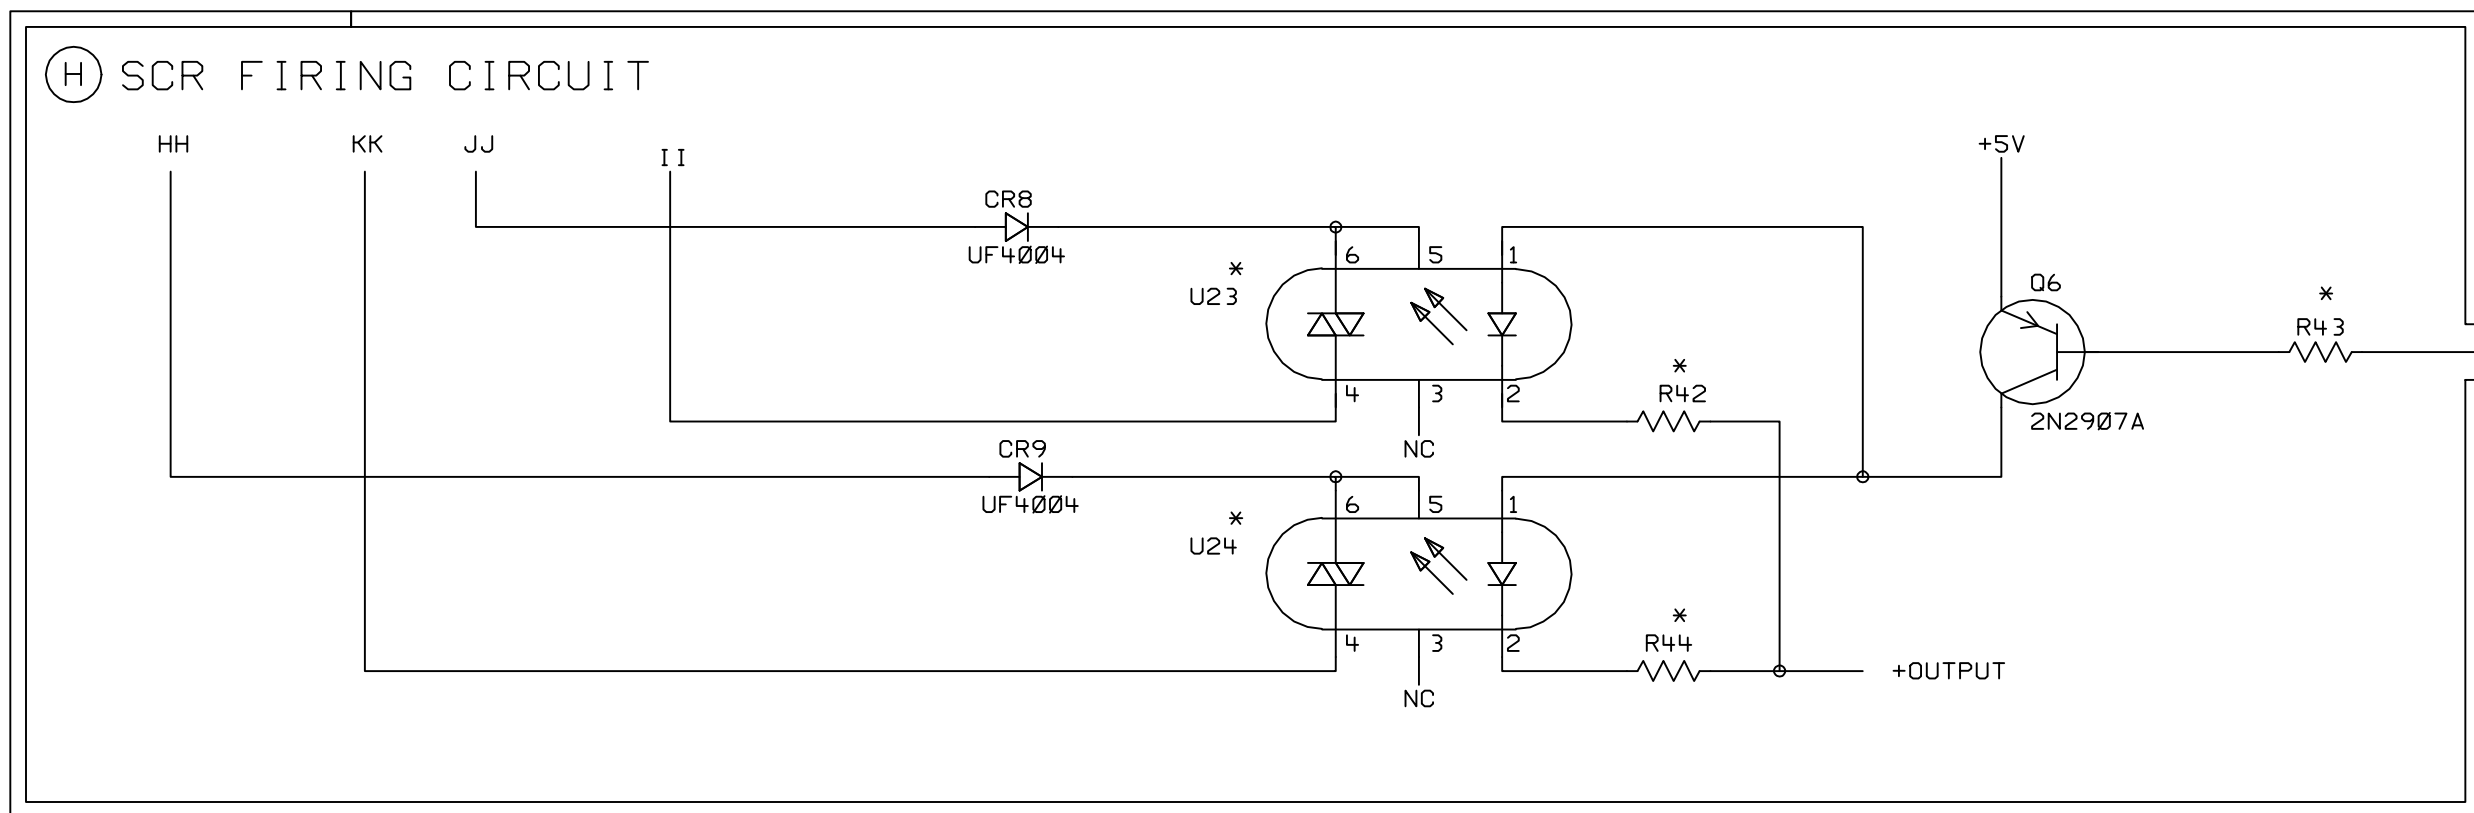 H SCR FIRING CIRCUIT
HH KK JJ II +5V
CR8
UF4004
6 5 1
*
U23
Q6
*
R43
*
R42
4 3 2
2N2907A
NC
CR9
UF4004
6 5 1
*
U24
*
R44
4 3 2
+OUTPUT
NC